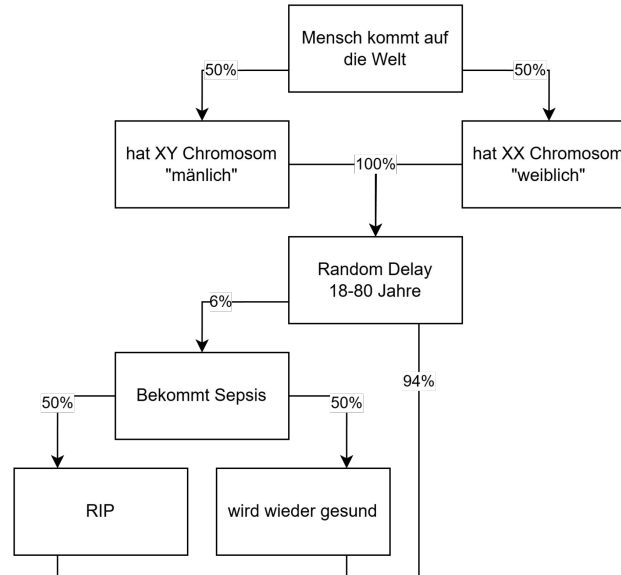 Mensch kommt auf
die Welt
50%
50%
hat XY Chromosom
"mänlich"
100%
hat XX Chromosom
"weiblich"
Random Delay
18-80 Jahre
6%
94%
Bekommt Sepsis
50%
50%
RIP
wird wieder gesund